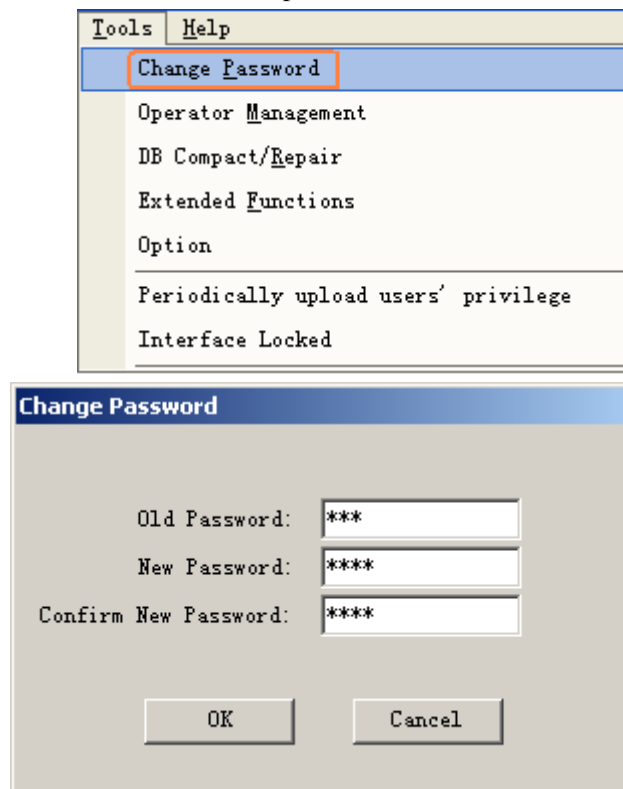 Tools Help
Change Password
Operator Management
DB Compact/Repair
Extended Functions
Option
Periodically upload users' privilege
Interface Locked
Change Password
Old Password: ***
New Password: ****
Confirm New Password: ****
OK Cancel